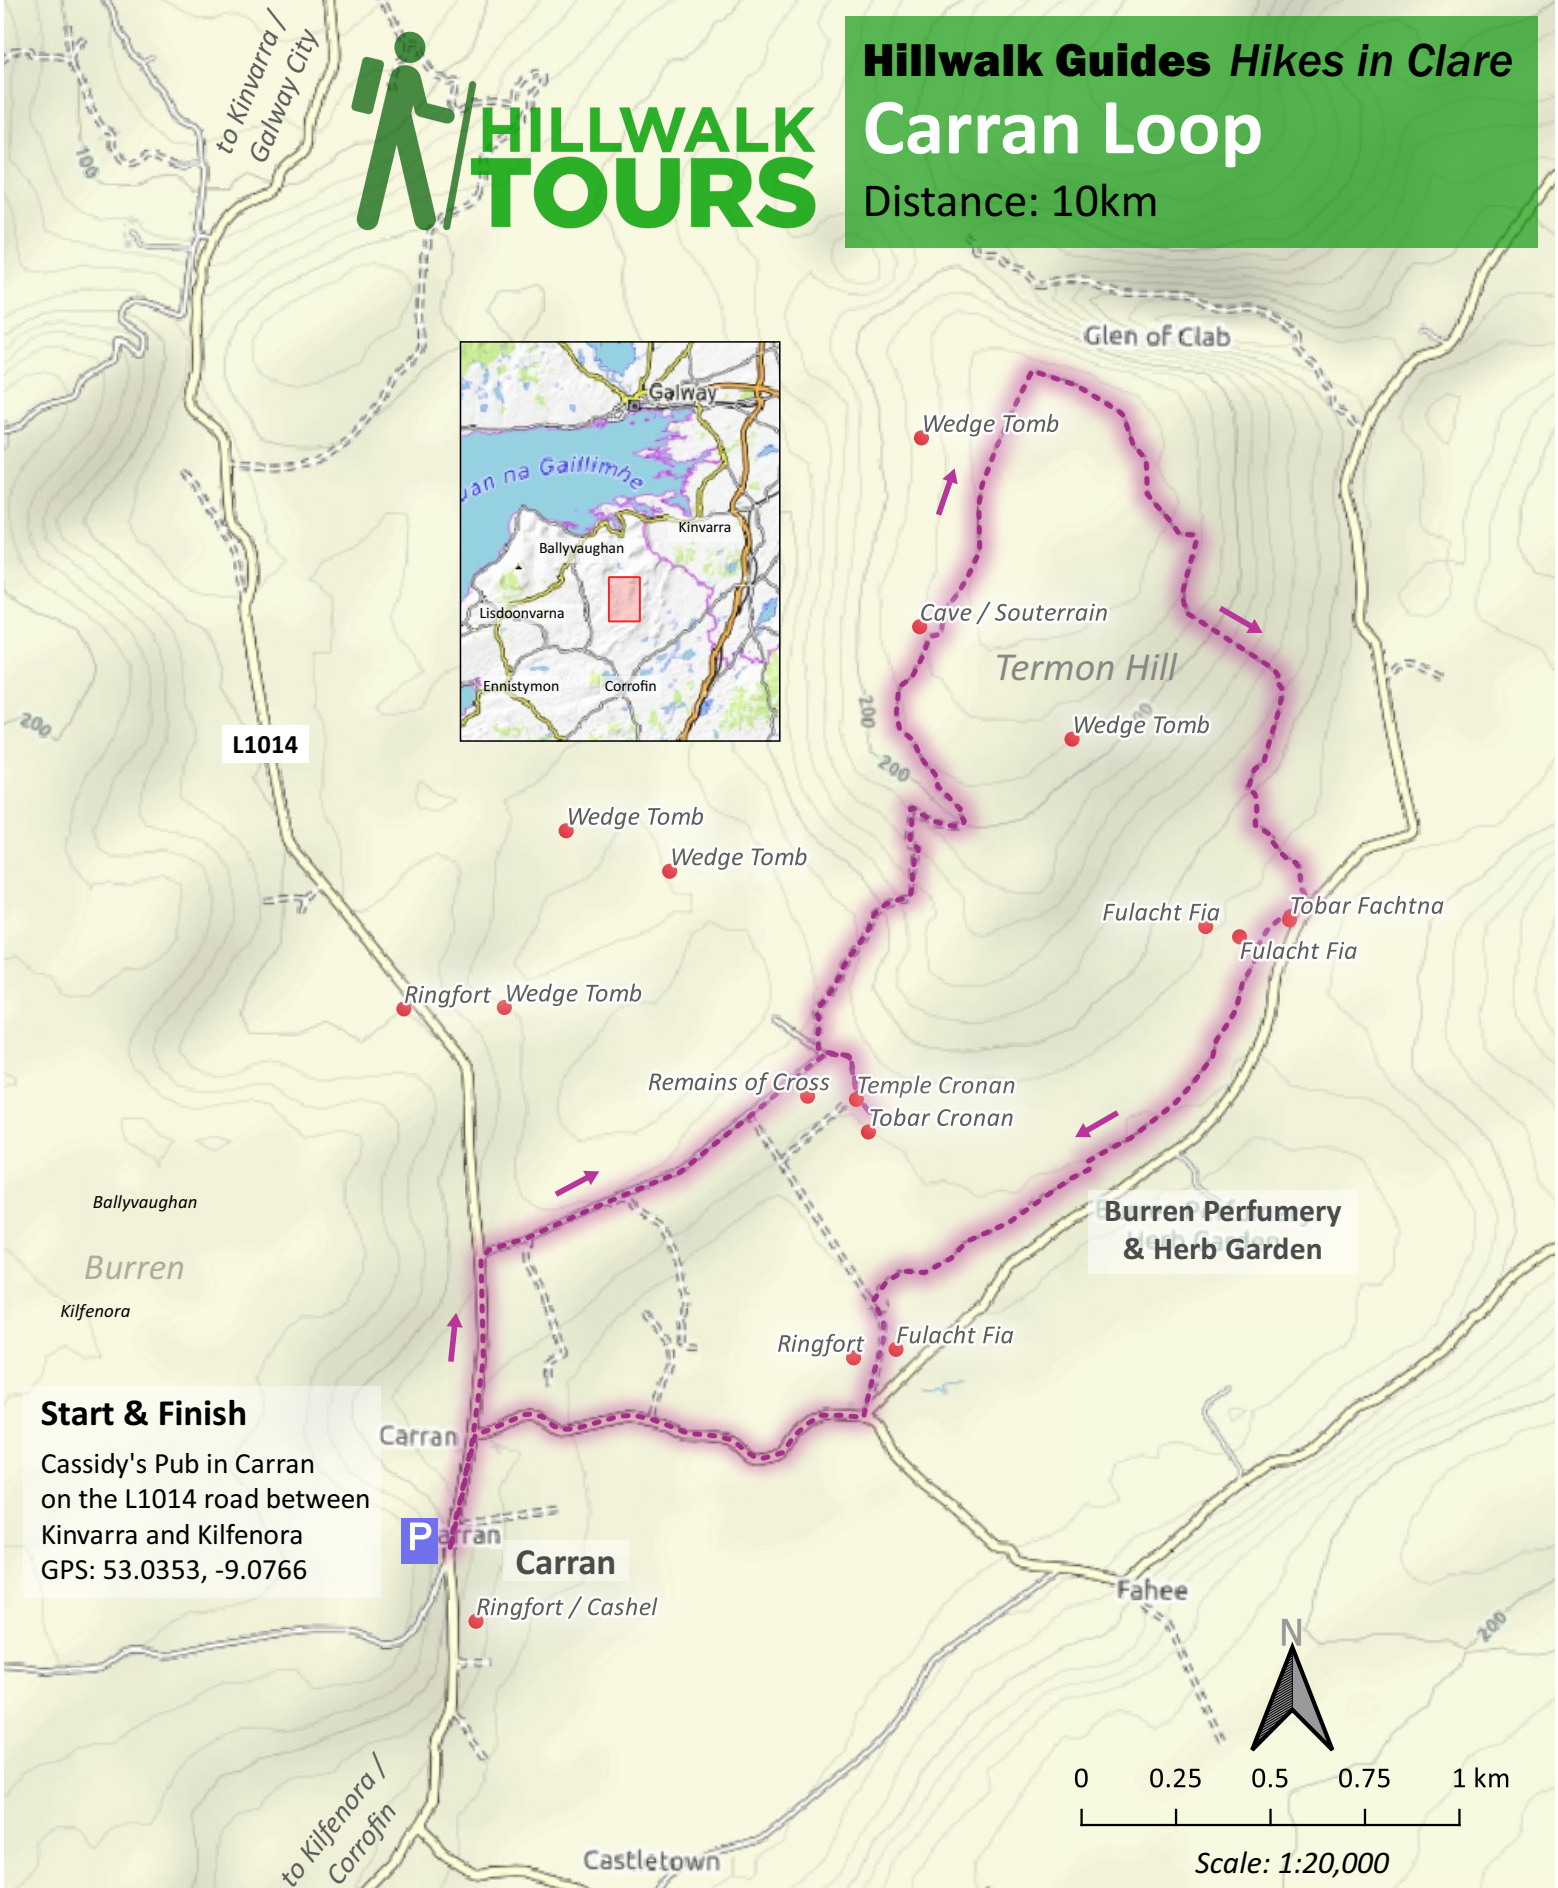 to Kinvarra /
Galway City
HILLWALK
TOURS
Hillwalk Guides Hikes in Clare
Carran Loop
Distance: 10km
100
Glen of Clab
Galway
uan na Gaillimhe
Kinvarra
Ballyvaughan
Lisdoonvarna
Ennistymon
Corrofin
Wedge Tomb
Cave / Souterrain
Termon Hill
200
200
200
Wedge Tomb
L1014
Wedge Tomb
Wedge Tomb
Fulacht Fia
Tobar Fachtna
Fulacht Fia
Ringfort
Wedge Tomb
Remains of Cross
Temple Cronan
Tobar Cronan
Ballyvaughan
Burren
Kilfenora
Burren Perfumery
& Herb Garden
Ringfort
Fulacht Fia
Start & Finish
Cassidy's Pub in Carran
on the L1014 road between
Kinvarra and Kilfenora
GPS: 53.0353, -9.0766
Carran
P
Carran
Ringfort / Cashel
Fahee
200
N
to Kilfenora /
Corrofin
Castletown
0 0.25 0.5 0.75 1 km
Scale: 1:20,000